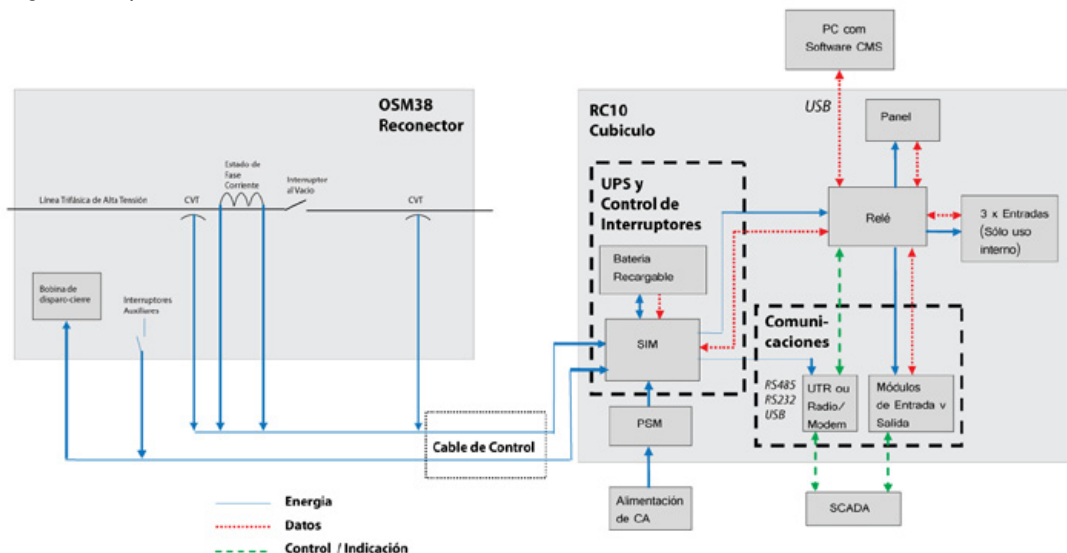 OSM38
Reconector
Estado de
Fase
Corriente
Interruptor
al Vacio
Línea Trifásica de Alta Tensión
CVT
CVT
Bobina de
disparo-cierre
Interruptores
Auxiliares
Cable de Control
Energia
Datos
Control / Indicación
PC com
Software CMS
USB
RC10
Cubiculo
Panel
UPS y
Control de
Interruptores
Relé
3 x Entradas
(Sólo uso
interno)
Bateria
Recargable
SIM
Comuni-
caciones
RS485
RS232
USB
UTR ou
Radio/
Modem
Módulos
de Entrada y
Salida
PSM
Alimentación
de CA
SCADA